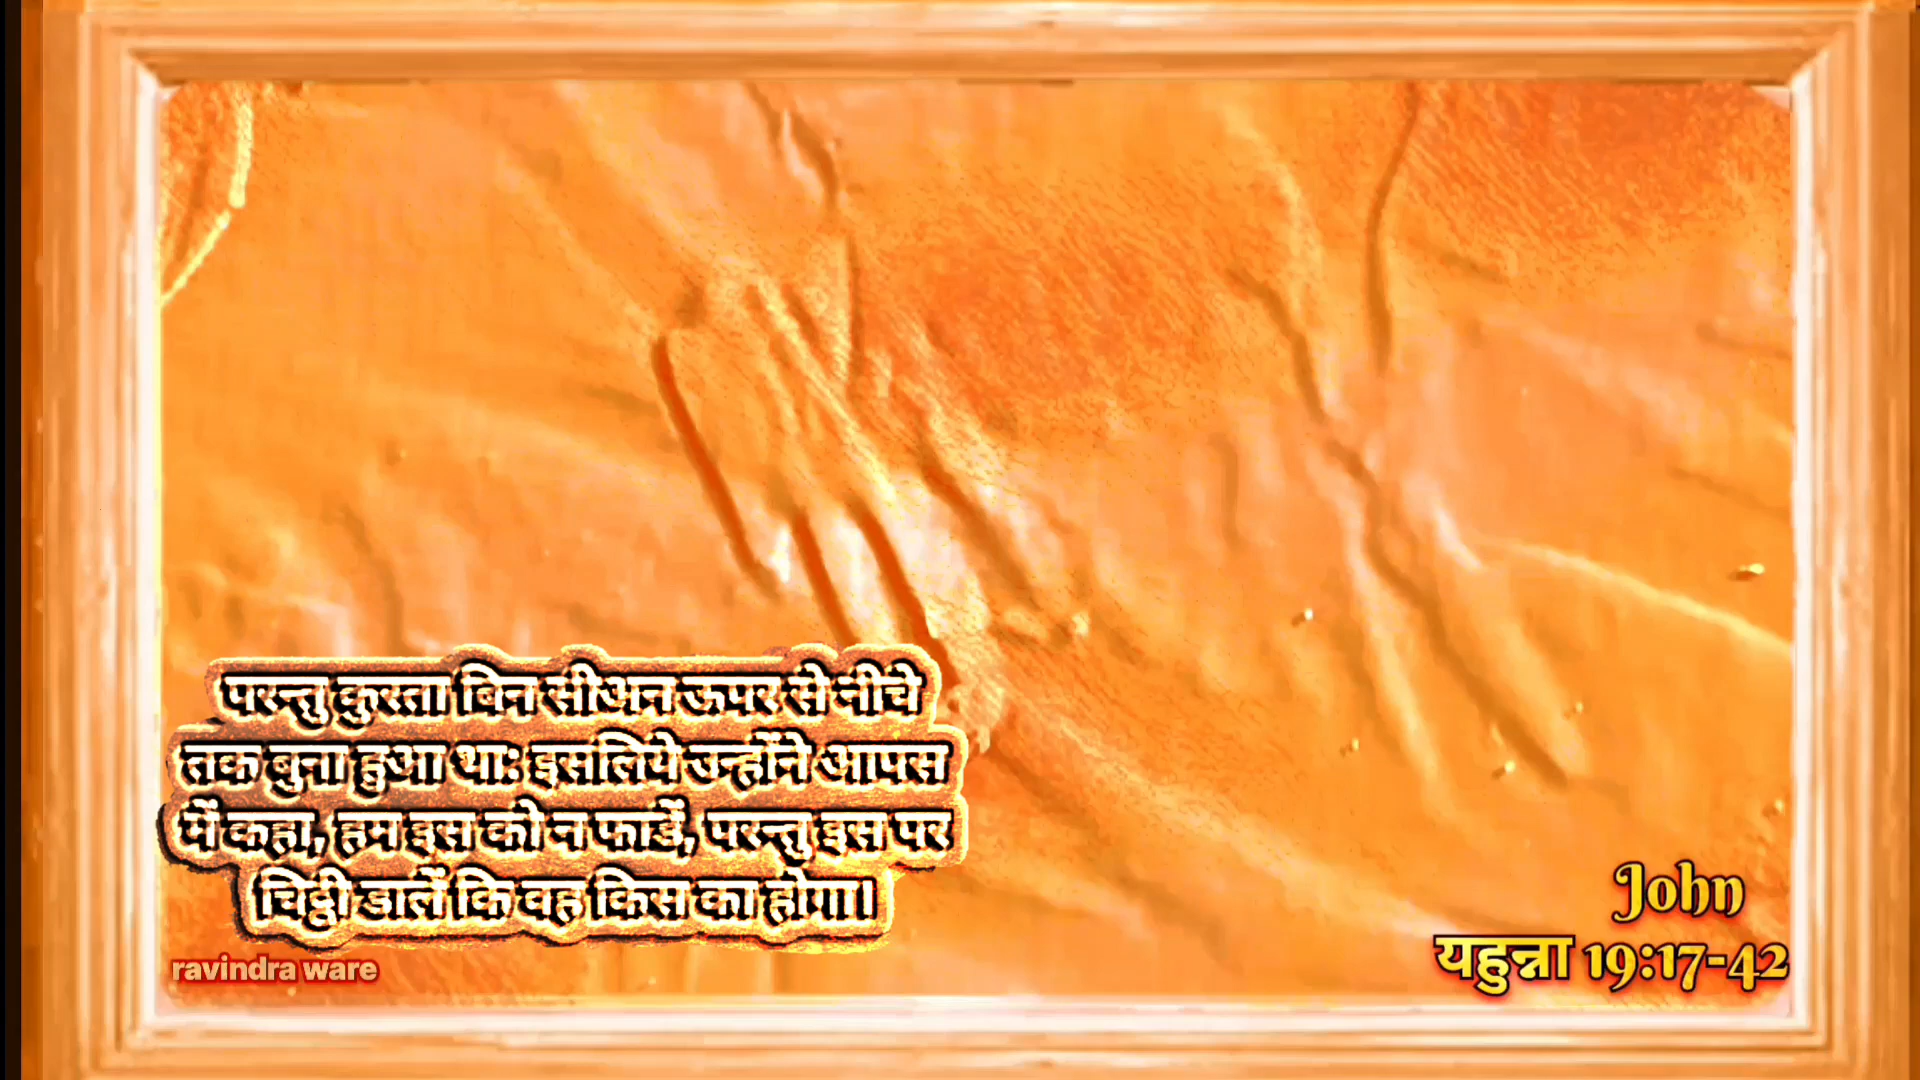 परन्तु कुरता बिन सीअन ऊपर से नीचे
तक बुना हुआ था: इसलिये उन्होंने आपस
में कहा, हम इस को न फाडें, परन्तु इस पर
चिट्ठी डालें कि वह किस का होगा।
ravindra ware
John
यहुन्ना 19:17-42